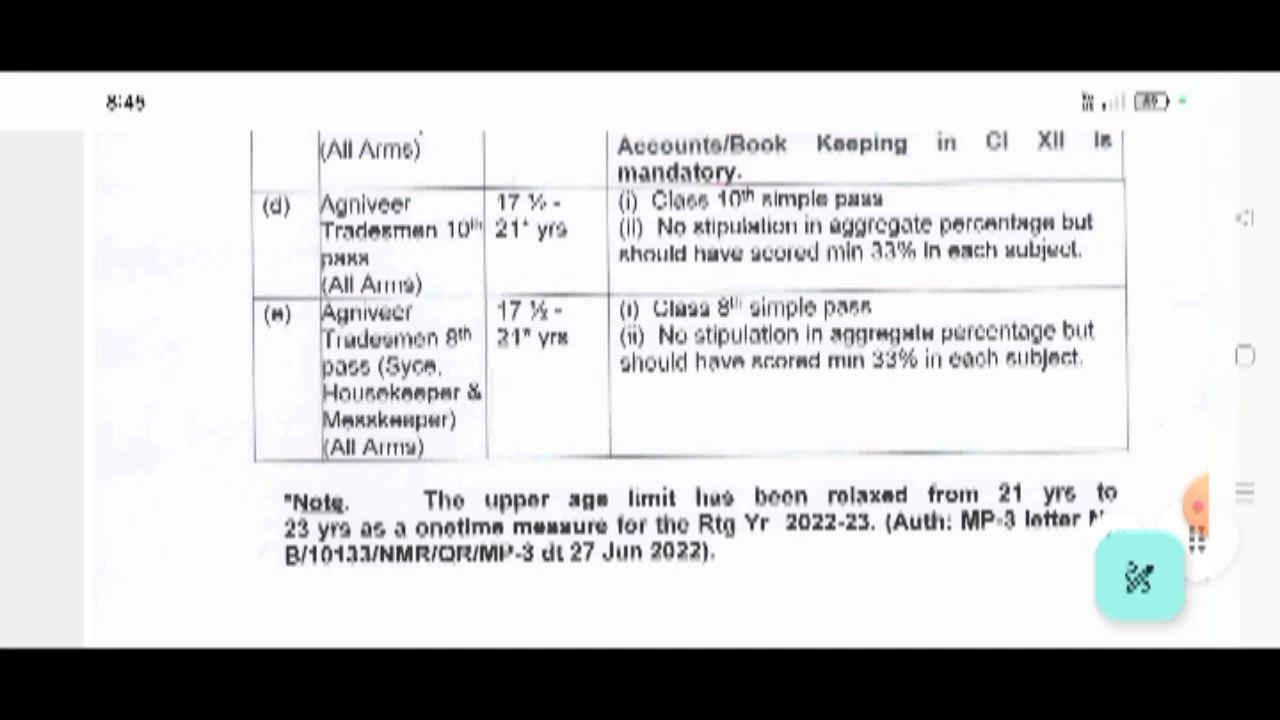 8:45
(All Arms)
Accounts/Book Keeping in Cl XII is
mandatory.
(d)
Agniveer
Tradesmen 10th
pass
(All Arms)
17 ½ -
21* yrs
(i) Class 10th simple pass
(ii) No stipulation in aggregate percentage but
should have scored min 33% in each subject.
(e)
Agniveer
Tradesmen 8th
pass (Syce,
Housekeeper &
Messkeeper)
(All Arms)
17 ½ -
21* yrs
(i) Class 8th simple pass
(ii) No stipulation in aggregate percentage but
should have scored min 33% in each subject.
*Note. The upper age limit has been relaxed from 21 yrs to
23 yrs as a onetime measure for the Rtg Yr 2022-23. (Auth: MP-3 letter
B/10133/NMR/QR/MP-3 dt 27 Jun 2022).